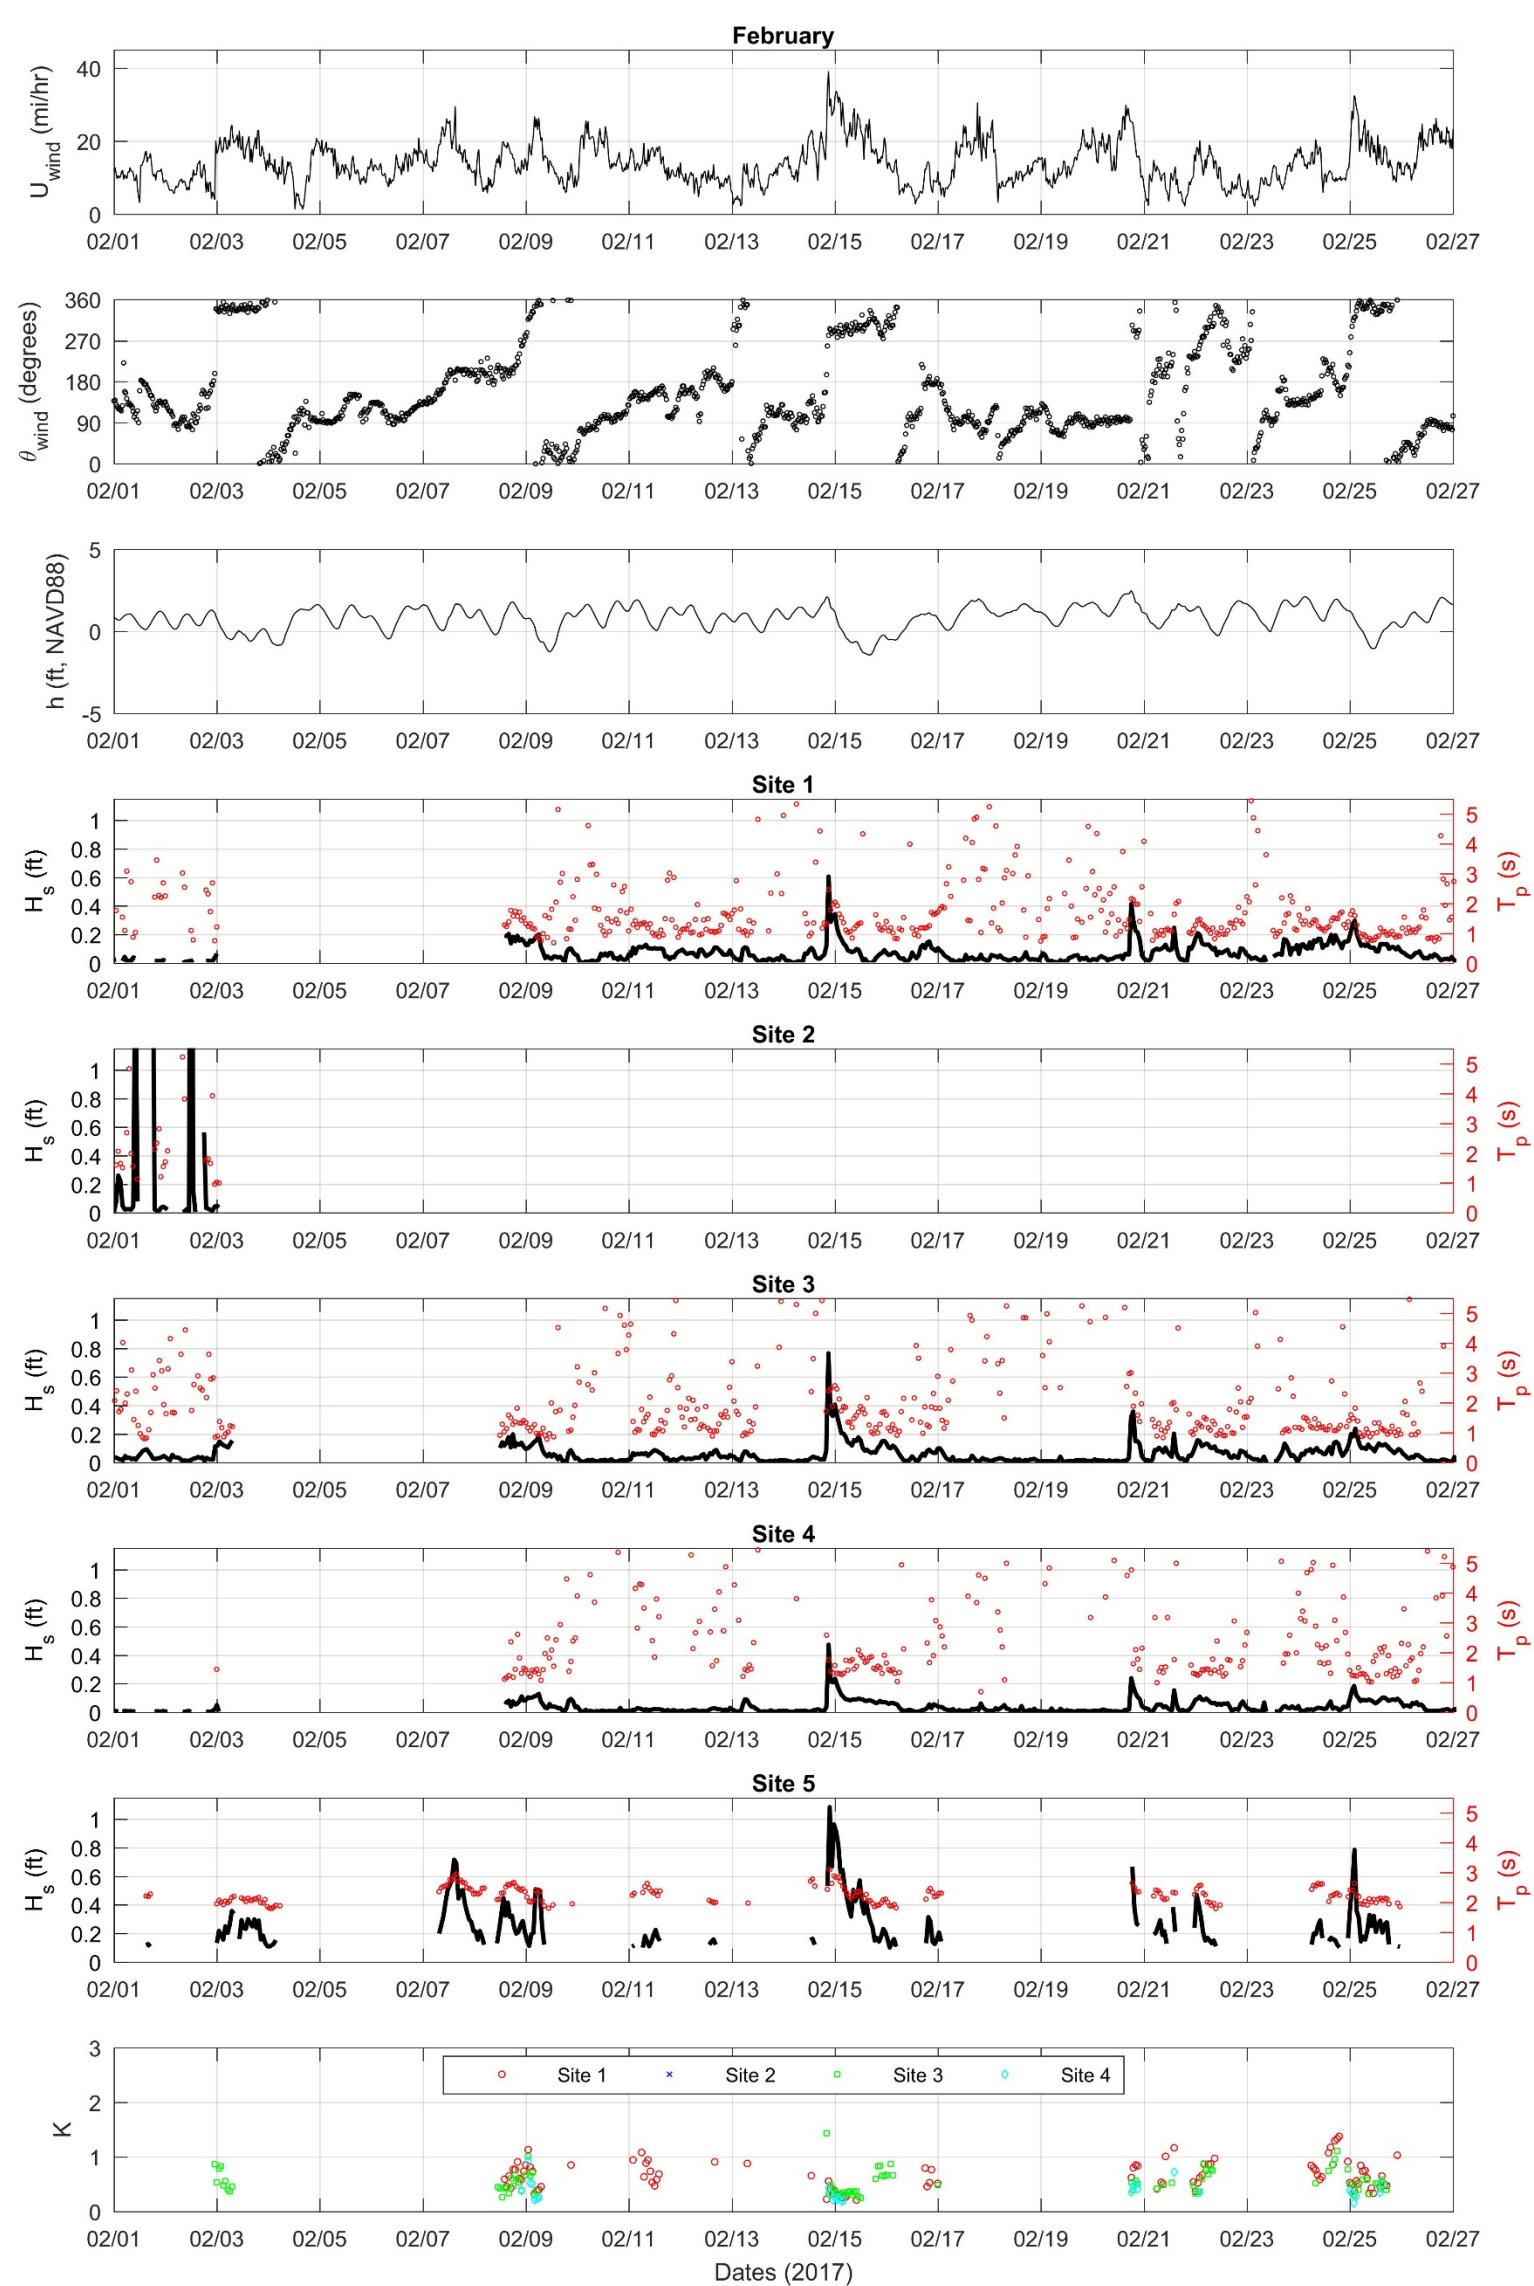 February
U_wind (mi/hr)
40
20
0
02/01 02/03 02/05 02/07 02/09 02/11 02/13 02/15 02/17 02/19 02/21 02/23 02/25 02/27
θ_wind (degrees)
360
270
180
90
0
02/01 02/03 02/05 02/07 02/09 02/11 02/13 02/15 02/17 02/19 02/21 02/23 02/25 02/27
h (ft, NAVD88)
5
0
-5
02/01 02/03 02/05 02/07 02/09 02/11 02/13 02/15 02/17 02/19 02/21 02/23 02/25 02/27
Site 1
H_s (ft)
1
0.8
0.6
0.4
0.2
0
T_p (s)
5
4
3
2
1
0
02/01 02/03 02/05 02/07 02/09 02/11 02/13 02/15 02/17 02/19 02/21 02/23 02/25 02/27
Site 2
H_s (ft)
1
0.8
0.6
0.4
0.2
0
T_p (s)
5
4
3
2
1
0
02/01 02/03 02/05 02/07 02/09 02/11 02/13 02/15 02/17 02/19 02/21 02/23 02/25 02/27
Site 3
H_s (ft)
1
0.8
0.6
0.4
0.2
0
T_p (s)
5
4
3
2
1
0
02/01 02/03 02/05 02/07 02/09 02/11 02/13 02/15 02/17 02/19 02/21 02/23 02/25 02/27
Site 4
H_s (ft)
1
0.8
0.6
0.4
0.2
0
T_p (s)
5
4
3
2
1
0
02/01 02/03 02/05 02/07 02/09 02/11 02/13 02/15 02/17 02/19 02/21 02/23 02/25 02/27
Site 5
H_s (ft)
1
0.8
0.6
0.4
0.2
0
T_p (s)
5
4
3
2
1
0
02/01 02/03 02/05 02/07 02/09 02/11 02/13 02/15 02/17 02/19 02/21 02/23 02/25 02/27
K
3
2
1
0
Site 1 Site 2 Site 3 Site 4
02/01 02/03 02/05 02/07 02/09 02/11 02/13 02/15 02/17 02/19 02/21 02/23 02/25 02/27
Dates (2017)